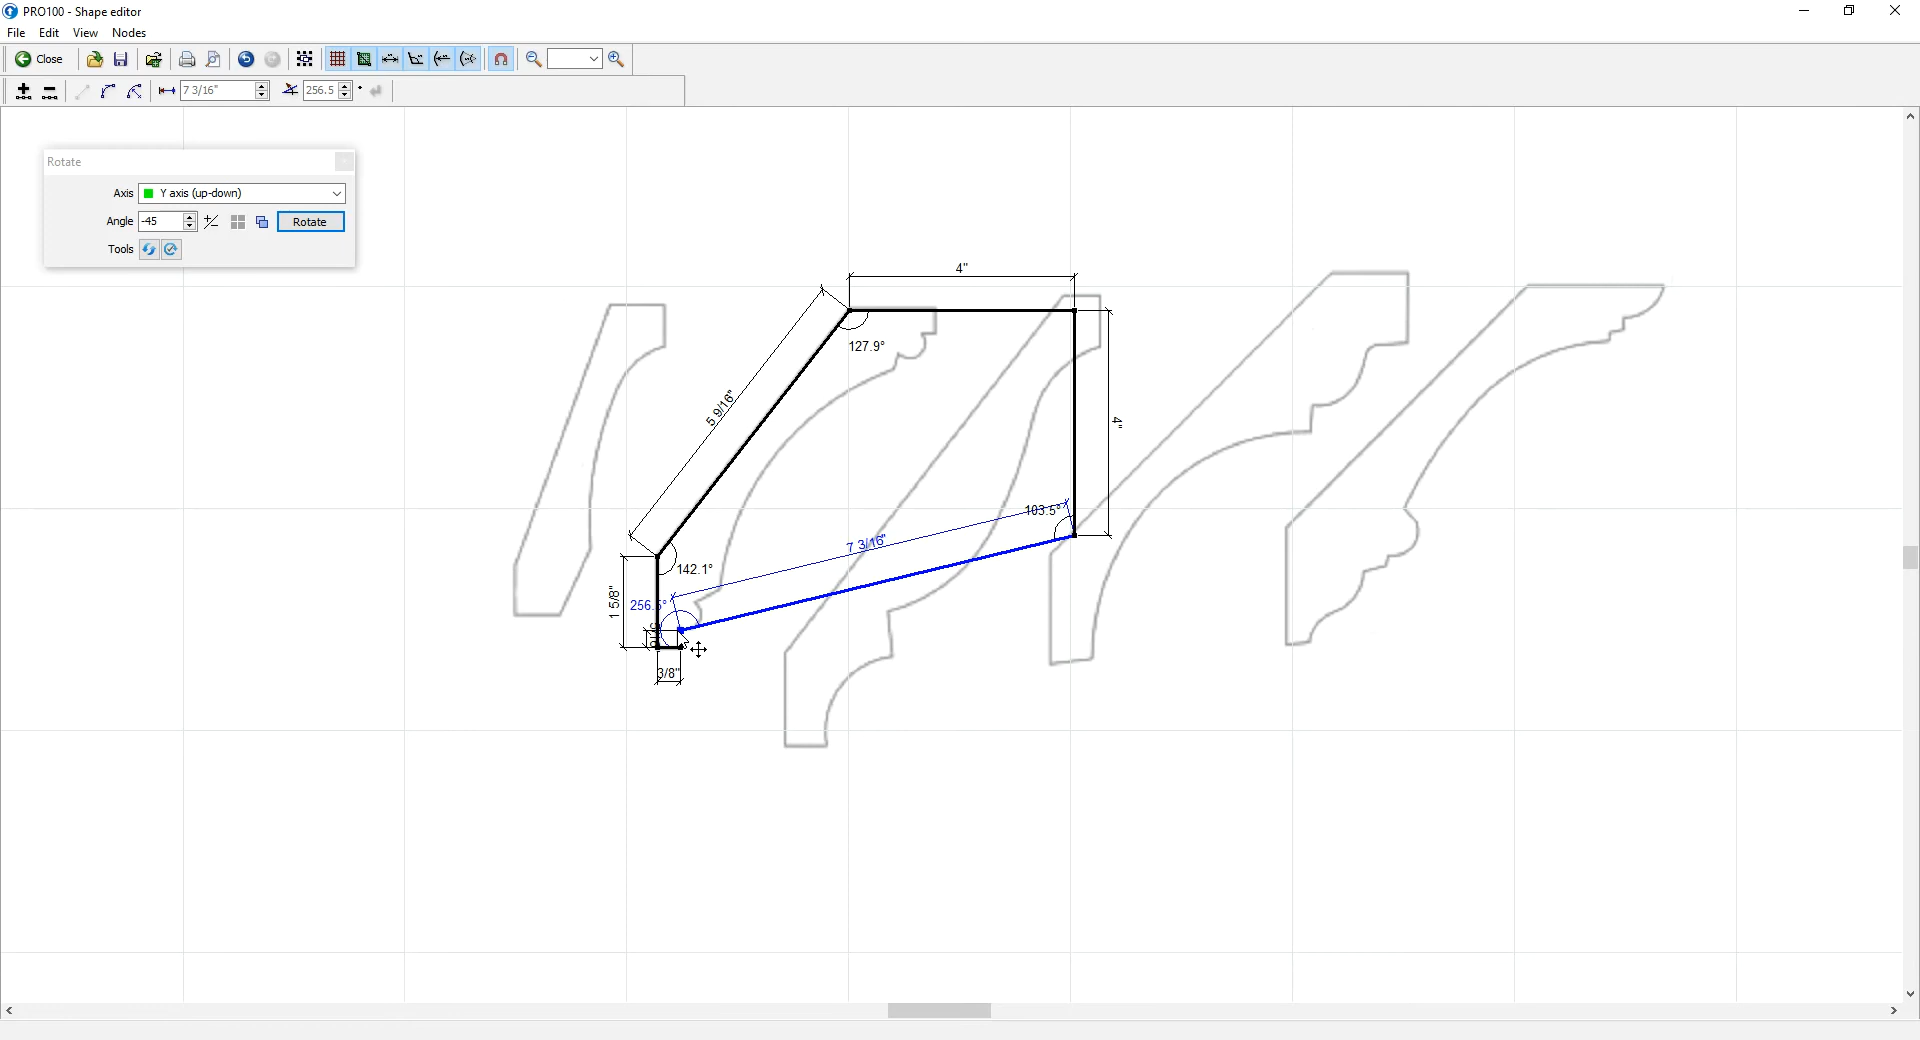 PRO100 - Shape editor
File Edit View Nodes
Close
7 3/16" 256.5 °
Rotate
Axis Y axis (up-down)
Angle -45 Rotate
Tools
4"
127.9°
5 9/16"
4"
103.5°
7 3/16"
142.1°
1 5/8"
256.5°
3/8"